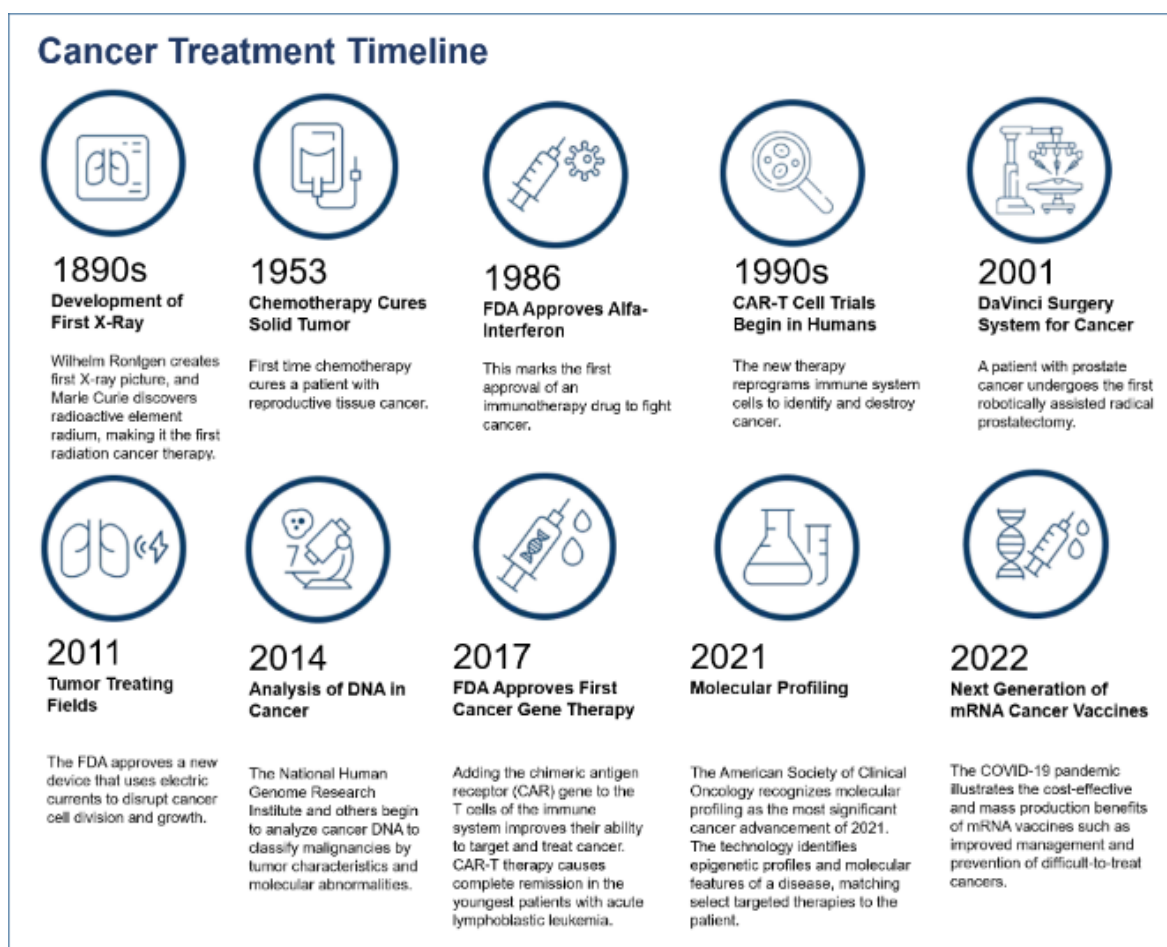 Cancer Treatment Timeline
1890s
Development of
First X-Ray
Wilhelm Rontgen creates
first X-ray picture, and
Marie Curie discovers
radioactive element
radium, making it the first
radiation cancer therapy.
1953
Chemotherapy Cures
Solid Tumor
First time chemotherapy
cures a patient with
reproductive tissue cancer.
1986
FDA Approves Alfa-
Interferon
This marks the first
approval of an
immunotherapy drug to fight
cancer.
1990s
CAR-T Cell Trials
Begin in Humans
The new therapy
reprograms immune system
cells to identify and destroy
cancer.
2001
DaVinci Surgery
System for Cancer
A patient with prostate
cancer undergoes the first
robotically assisted radical
prostatectomy.
2011
Tumor Treating
Fields
The FDA approves a new
device that uses electric
currents to disrupt cancer
cell division and growth.
2014
Analysis of DNA in
Cancer
The National Human
Genome Research
Institute and others begin
to analyze cancer DNA to
classify malignancies by
tumor characteristics and
molecular abnormalities.
2017
FDA Approves First
Cancer Gene Therapy
Adding the chimeric antigen
receptor (CAR) gene to the
T cells of the immune
system improves their ability
to target and treat cancer.
CAR-T therapy causes
complete remission in the
youngest patients with acute
lymphoblastic leukemia.
2021
Molecular Profiling
The American Society of Clinical
Oncology recognizes molecular
profiling as the most significant
cancer advancement of 2021.
The technology identifies
epigenetic profiles and molecular
features of a disease, matching
select targeted therapies to the
patient.
2022
Next Generation of
mRNA Cancer Vaccines
The COVID-19 pandemic
illustrates the cost-effective
and mass production benefits
of mRNA vaccines such as
improved management and
prevention of difficult-to-treat
cancers.